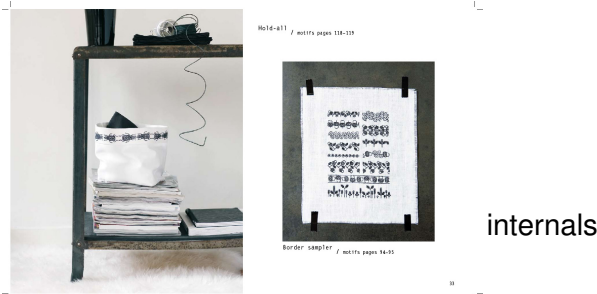 Hold-all / motifs pages 118-119
Border sampler / motifs pages 94-95
33
internals